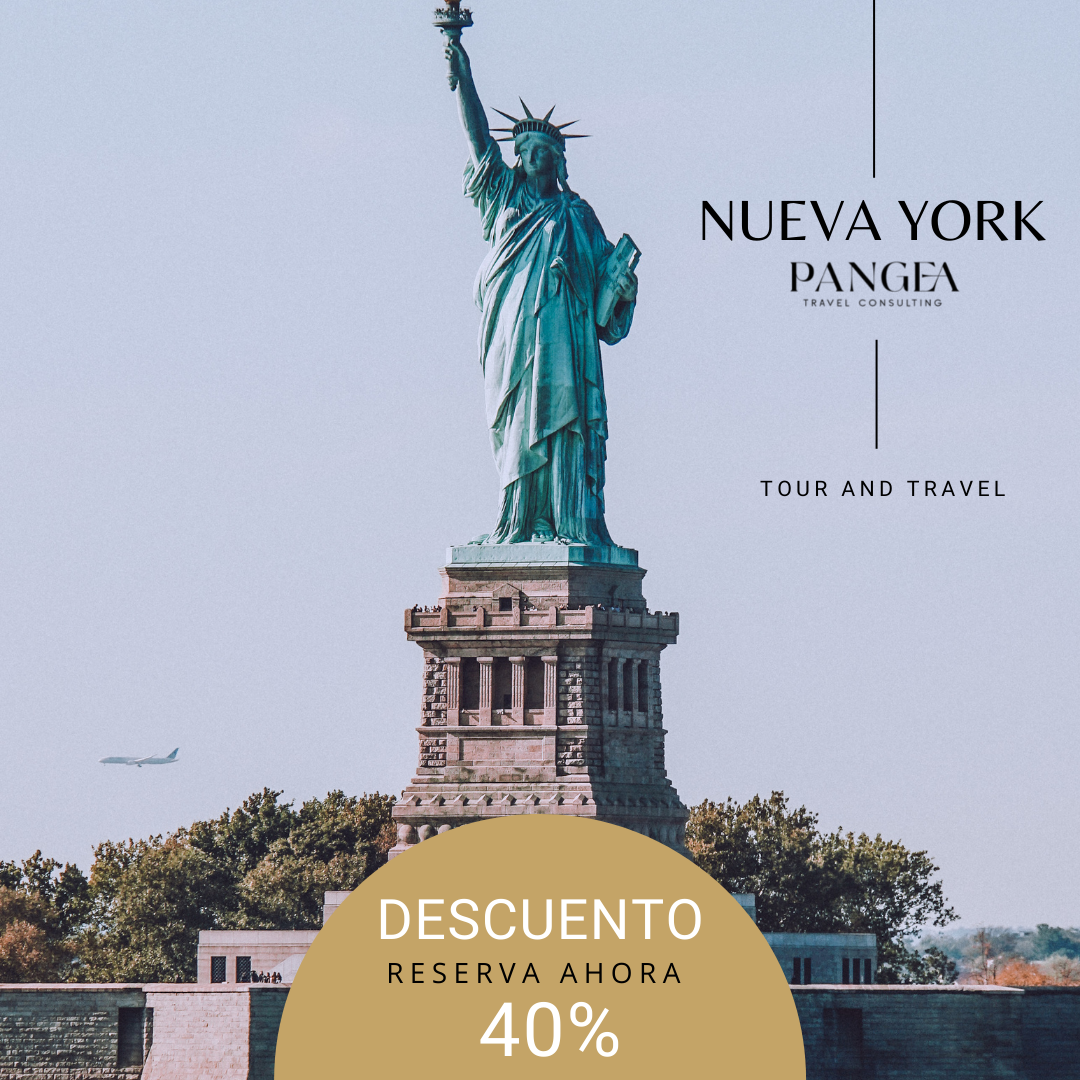 NUEVA YORK
PANGEA
TRAVEL CONSULTING
TOUR AND TRAVEL
DESCUENTO
RESERVA AHORA
40%